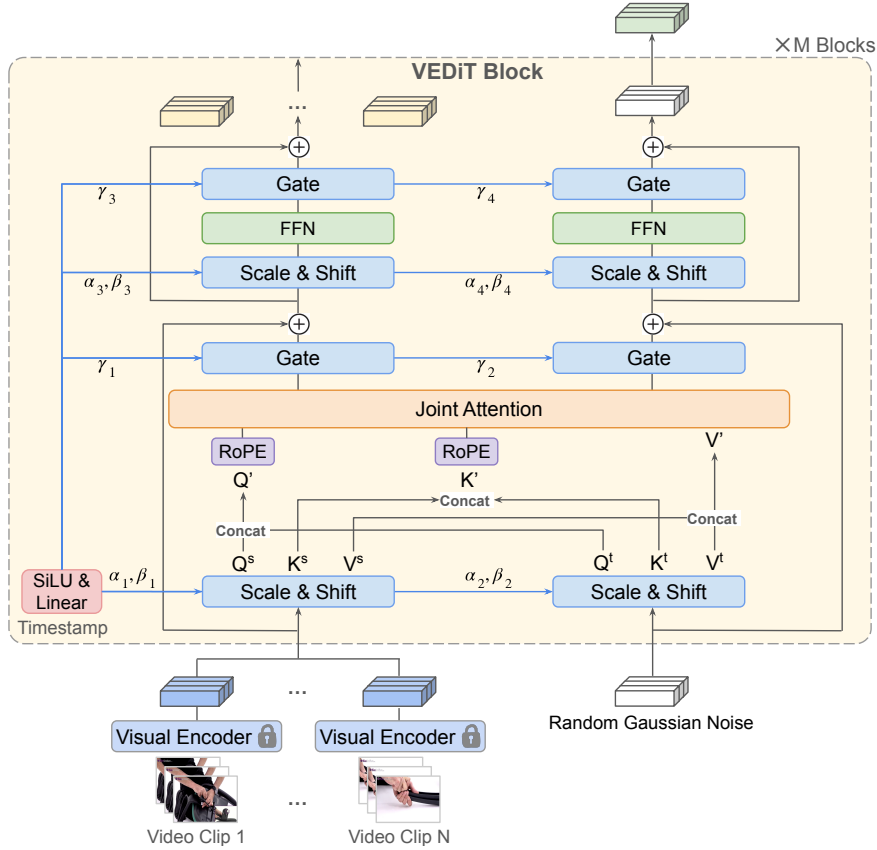 ×M Blocks
VEDiT Block
...
γ₃
Gate
γ₄
Gate
FFN
FFN
α₃, β₃
Scale & Shift
α₄, β₄
Scale & Shift
γ₁
Gate
γ₂
Gate
Joint Attention
RoPE
RoPE
V'
Q'
K'
Concat
Concat
Concat
Qˢ
Kˢ
Vˢ
Qᵗ
Kᵗ
Vᵗ
SiLU &
Linear
α₁, β₁
Scale & Shift
α₂, β₂
Scale & Shift
Timestamp
...
Random Gaussian Noise
Visual Encoder
Visual Encoder
...
Video Clip 1
Video Clip N